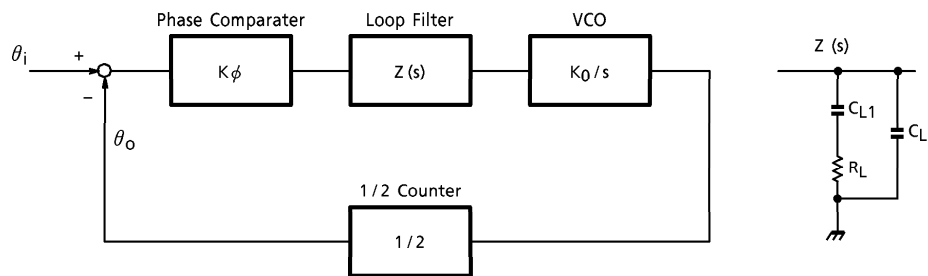 Phase Comparater
Loop Filter
VCO
Z (s)
θi
+
Kϕ
Z (s)
K0 / s
−
θo
CL1
CL
RL
1 / 2 Counter
1 / 2